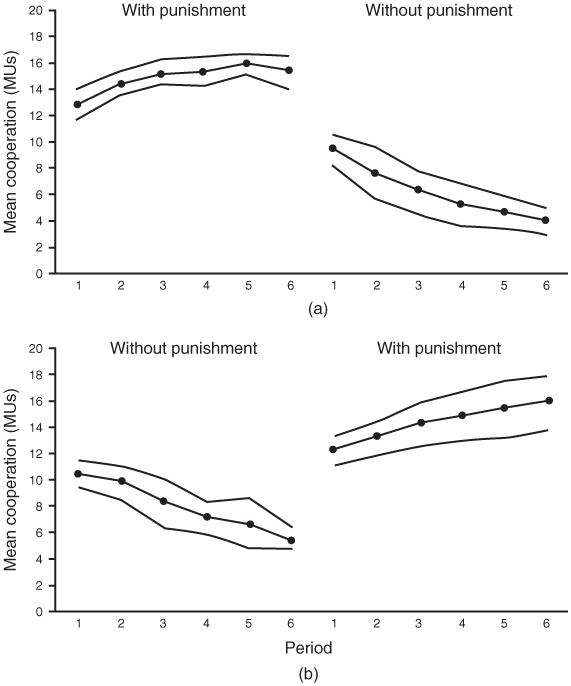 With punishment
Without punishment
Mean cooperation (MUs)
20
18
16
14
12
10
8
6
4
2
0
1 2 3 4 5 6 1 2 3 4 5 6
(a)
Without punishment
With punishment
Mean cooperation (MUs)
20
18
16
14
12
10
8
6
4
2
0
1 2 3 4 5 6 1 2 3 4 5 6
Period
(b)